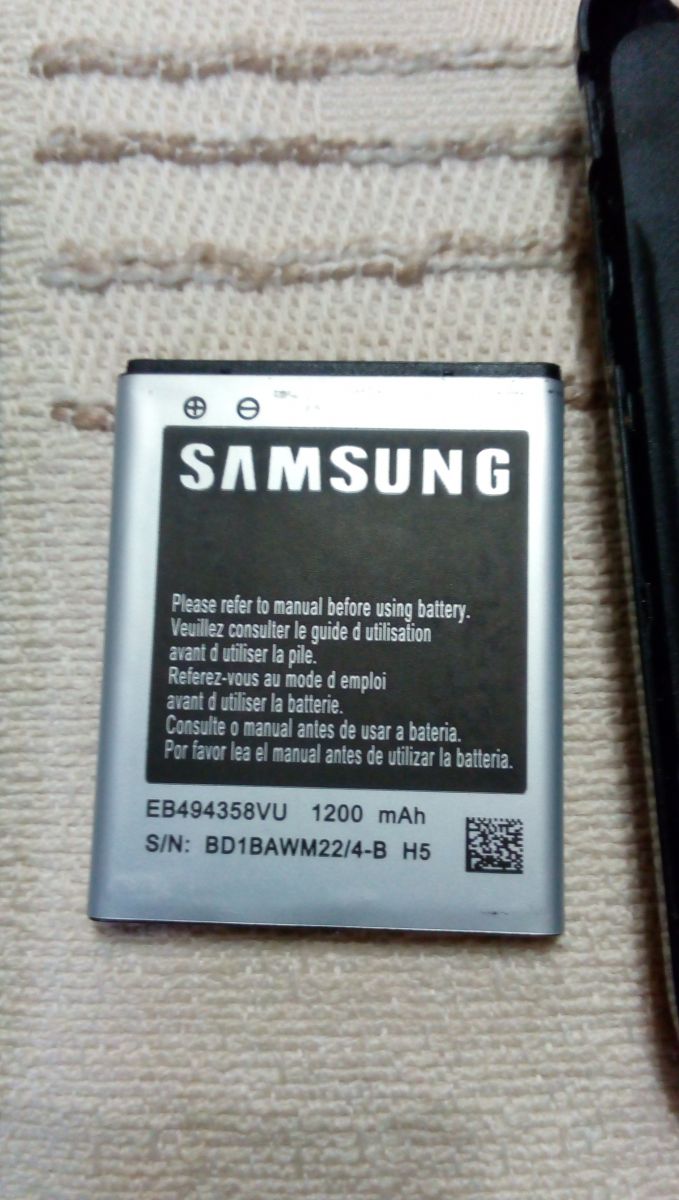 SAMSUNG
Please refer to manual before using battery.
Veuillez consulter le guide d utilisation
avant d utiliser la pile.
Referez-vous au mode d emploi
avant d utiliser la batterie.
Consulte o manual antes de usar a bateria.
Por favor lea el manual antes de utilizar la batteria.
EB494358VU 1200 mAh
S/N: BD1BAWM22/4-B H5